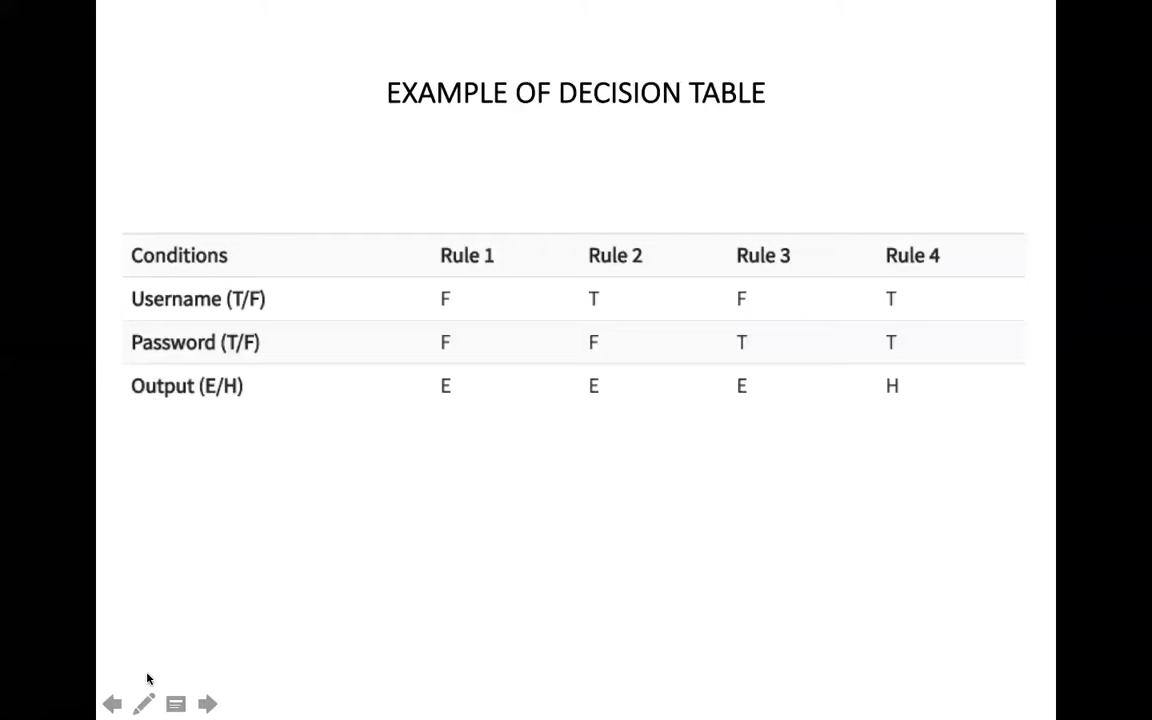 EXAMPLE OF DECISION TABLE
Conditions Rule 1 Rule 2 Rule 3 Rule 4
Username (T/F) F T F T
Password (T/F) F F T T
Output (E/H) E E E H